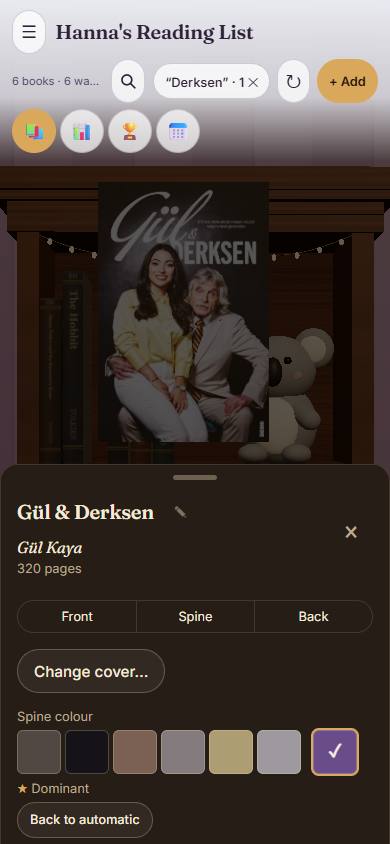 Hanna's Reading List
6 books · 6 wa...
“Derksen” · 1
+ Add
Gül &
DERKSEN
The Hobbit
TOLKIEN
Gül & Derksen
Gül Kaya
320 pages
Front
Spine
Back
Change cover...
Spine colour
★ Dominant
Back to automatic